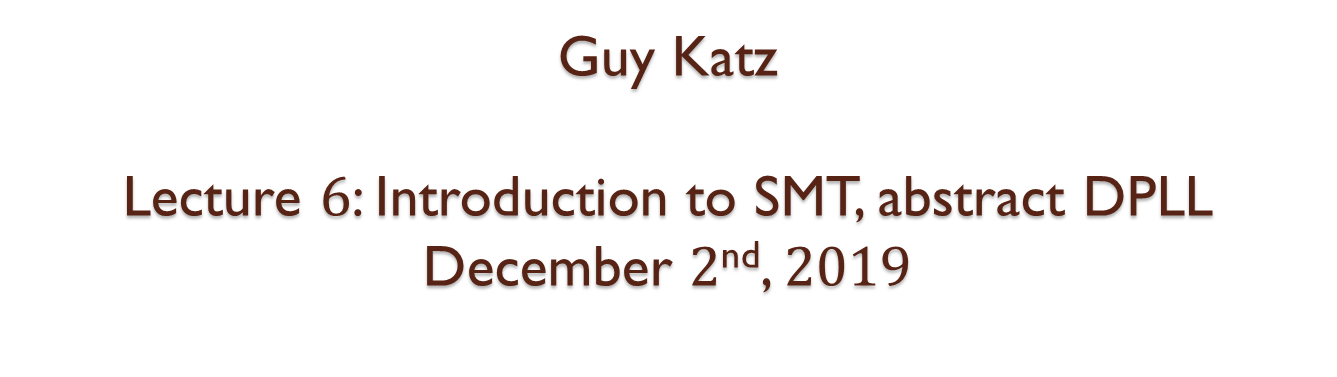 Guy Katz
Lecture 6: Introduction to SMT, abstract DPLL
December 2nd, 2019